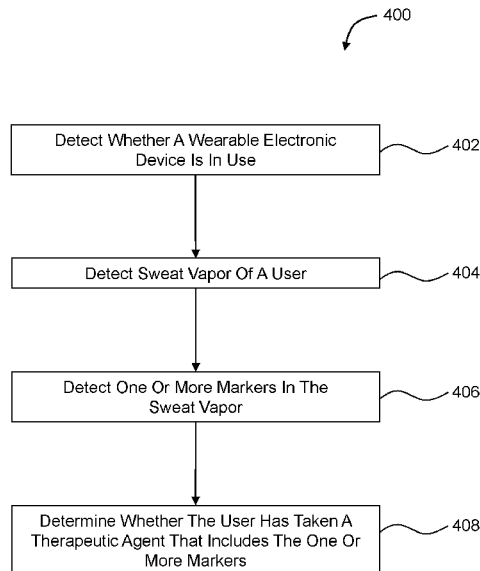 400
Detect Whether A Wearable Electronic
Device Is In Use
402
Detect Sweat Vapor Of A User
404
Detect One Or More Markers In The
Sweat Vapor
406
Determine Whether The User Has Taken A
Therapeutic Agent That Includes The One Or
More Markers
408